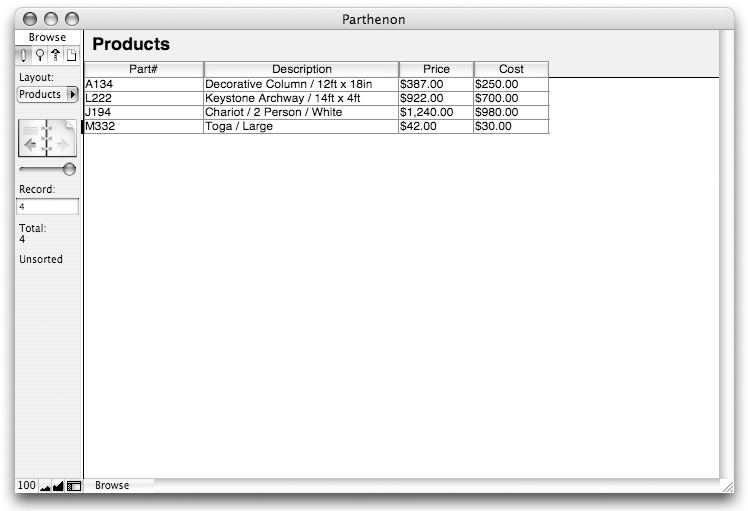 Parthenon
Browse
Products
Layout:
Products
Part# Description Price Cost
A134 Decorative Column / 12ft x 18in $387.00 $250.00
L222 Keystone Archway / 14ft x 4ft $922.00 $700.00
J194 Chariot / 2 Person / White $1,240.00 $980.00
M332 Toga / Large $42.00 $30.00
Record:
4
Total:
4
Unsorted
100 Browse